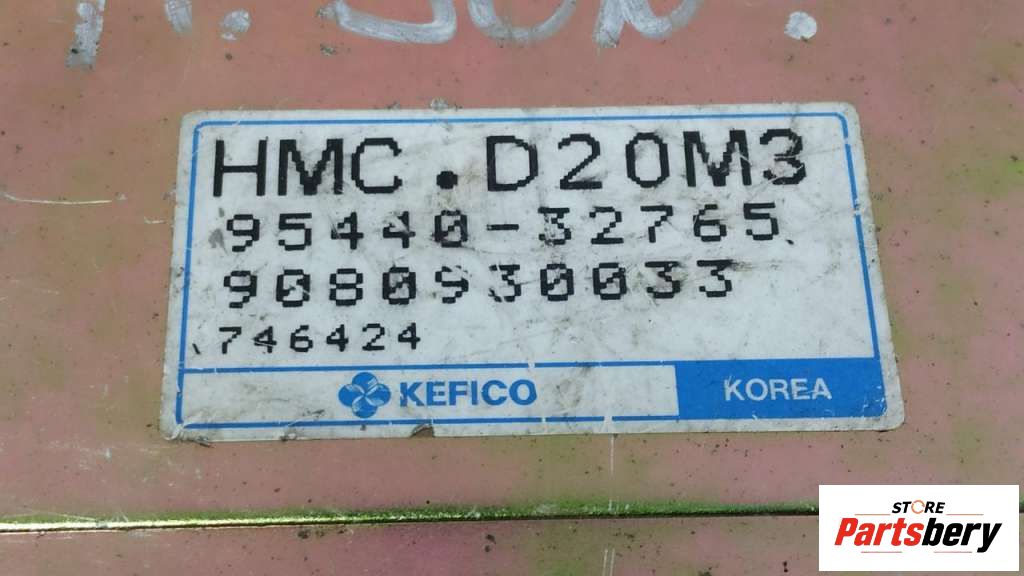 HMC.D20M3
95440-32765
9080930033
746424
KEFICO
KOREA
STORE
Partsbery